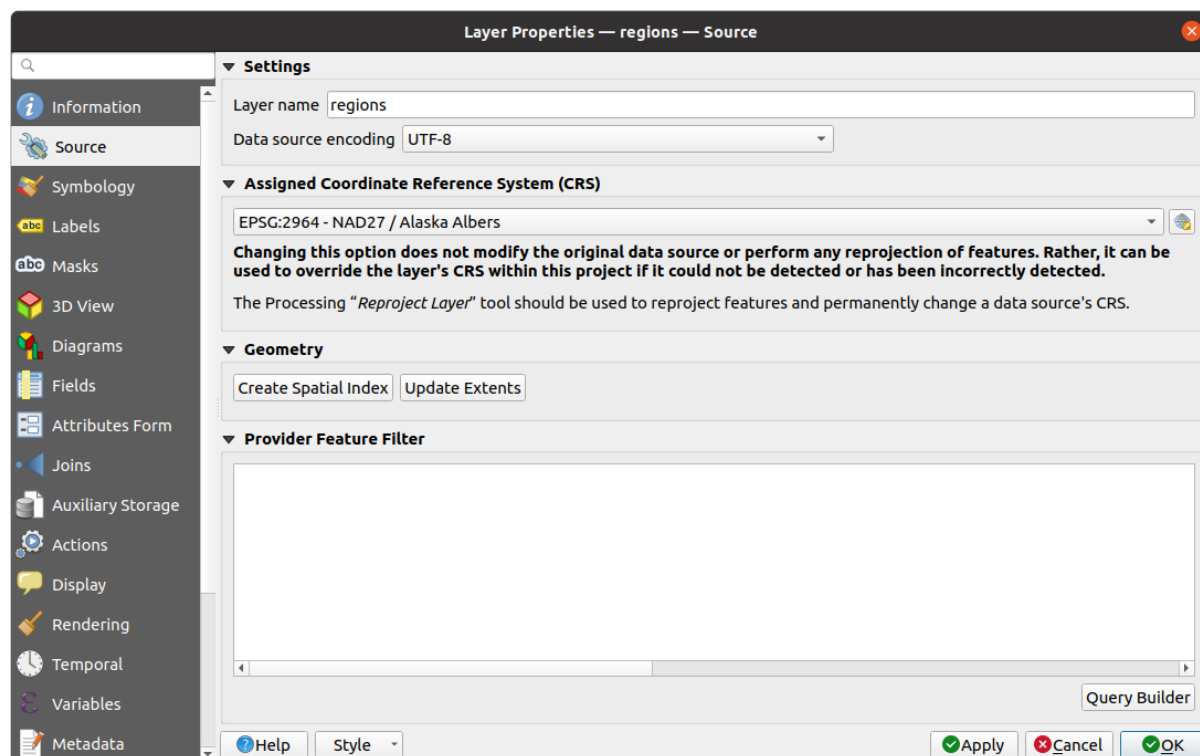 Layer Properties — regions — Source
Information
Source
Symbology
abc Labels
abc Masks
3D View
Diagrams
Fields
Attributes Form
Joins
Auxiliary Storage
Actions
Display
Rendering
Temporal
Variables
Metadata
Settings
Layer name regions
Data source encoding UTF-8
Assigned Coordinate Reference System (CRS)
EPSG:2964 - NAD27 / Alaska Albers
Changing this option does not modify the original data source or perform any reprojection of features. Rather, it can be
used to override the layer's CRS within this project if it could not be detected or has been incorrectly detected.
The Processing “Reproject Layer” tool should be used to reproject features and permanently change a data source's CRS.
Geometry
Create Spatial Index Update Extents
Provider Feature Filter
Query Builder
Help Style Apply Cancel OK